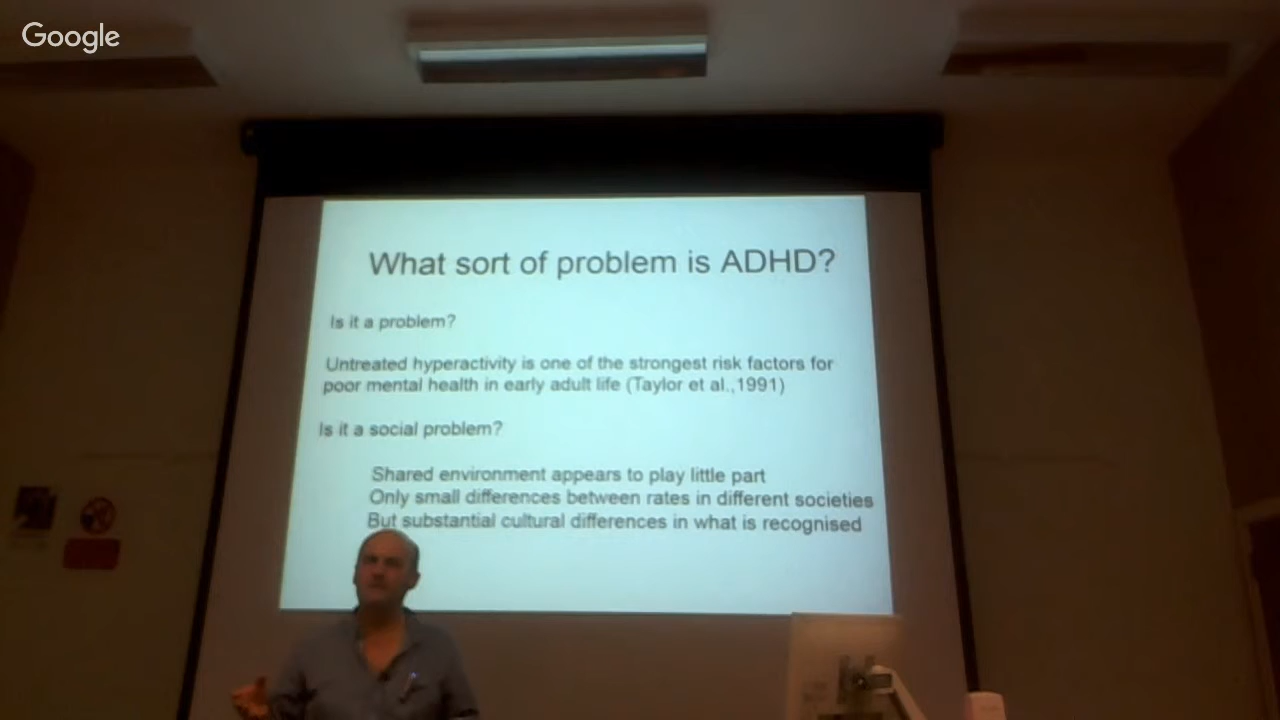 Google
What sort of problem is ADHD?
Is it a problem?
Untreated hyperactivity is one of the strongest risk factors for
poor mental health in early adult life (Taylor et al.,1991)
Is it a social problem?
Shared environment appears to play little part
Only small differences between rates in different societies
But substantial cultural differences in what is recognised